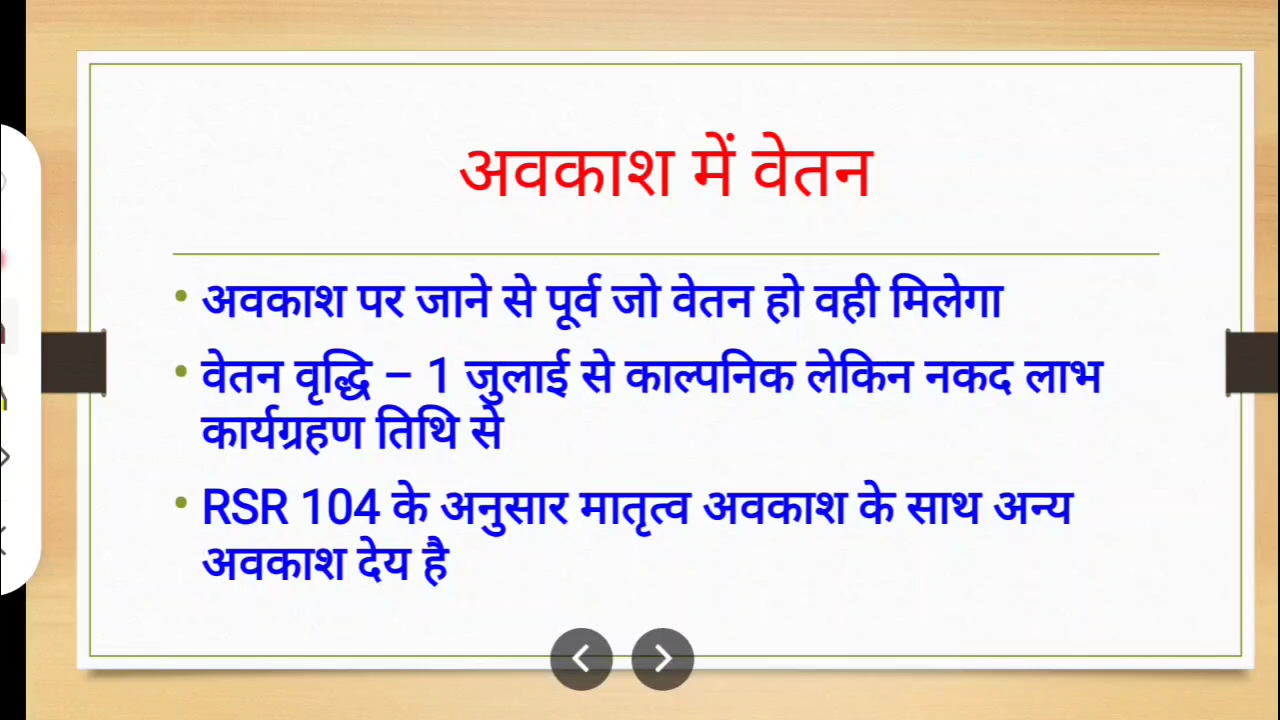 अवकाश में वेतन
• अवकाश पर जाने से पूर्व जो वेतन हो वही मिलेगा
• वेतन वृद्धि – 1 जुलाई से काल्पनिक लेकिन नकद लाभ
कार्यग्रहण तिथि से
• RSR 104 के अनुसार मातृत्व अवकाश के साथ अन्य
अवकाश देय है